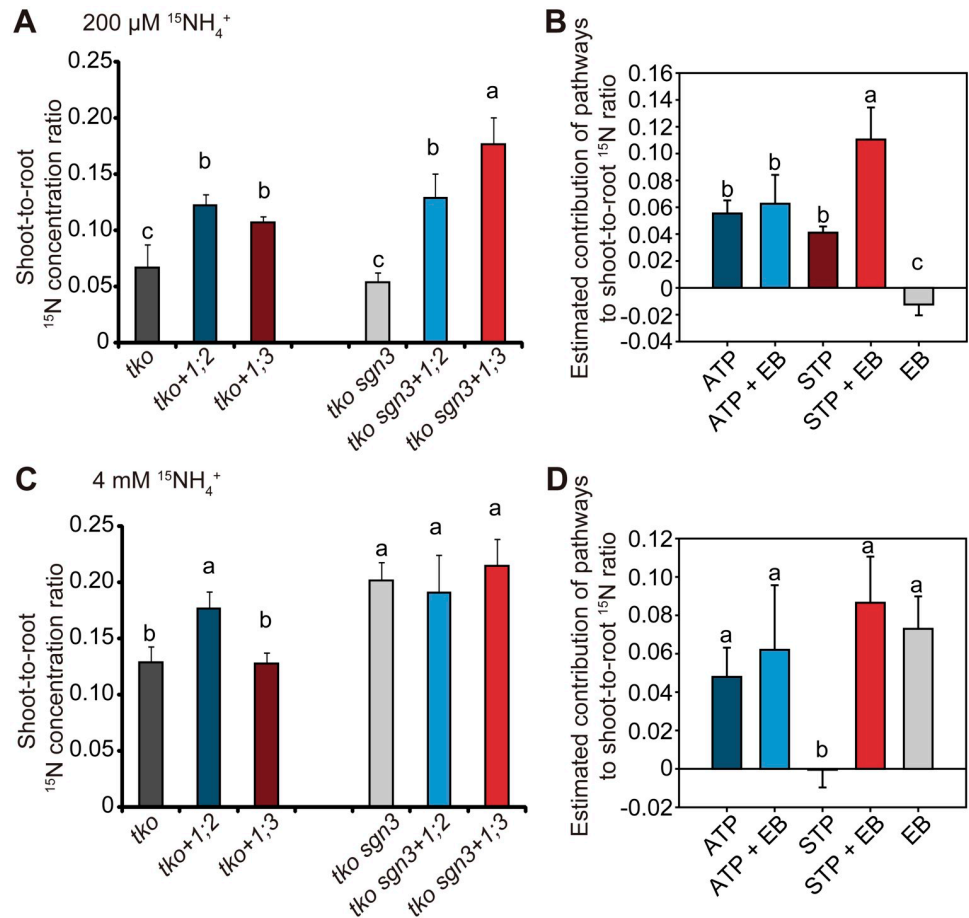 A
200 µM ¹⁵NH₄⁺
Shoot-to-root
¹⁵N concentration ratio
0.25
0.20
0.15
0.10
0.05
0
c
b
b
c
b
a
tko
tko+1;2
tko+1;3
tko sgn3
tko sgn3+1;2
tko sgn3+1;3
B
Estimated contribution of pathways
to shoot-to-root ¹⁵N ratio
0.16
0.14
0.12
0.10
0.08
0.06
0.04
0.02
0
-0.02
-0.04
b
b
b
a
c
ATP
ATP + EB
STP
STP + EB
EB
C
4 mM ¹⁵NH₄⁺
Shoot-to-root
¹⁵N concentration ratio
0.25
0.20
0.15
0.10
0.05
0
b
a
b
a
a
a
tko
tko+1;2
tko+1;3
tko sgn3
tko sgn3+1;2
tko sgn3+1;3
D
Estimated contribution of pathways
to shoot-to-root ¹⁵N ratio
0.12
0.10
0.08
0.06
0.04
0.02
0
-0.02
a
a
b
a
a
ATP
ATP + EB
STP
STP + EB
EB